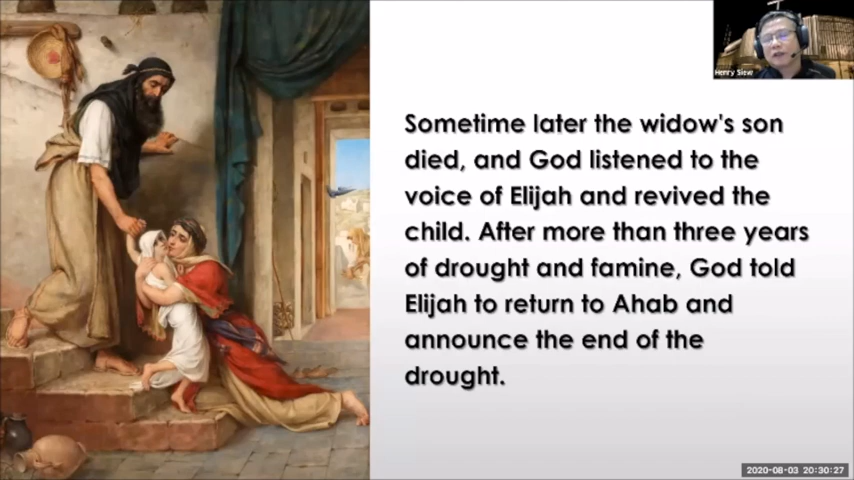 Henry Siew
Sometime later the widow's son
died, and God listened to the
voice of Elijah and revived the
child. After more than three years
of drought and famine, God told
Elijah to return to Ahab and
announce the end of the
drought.
2020-08-03 20:30:27